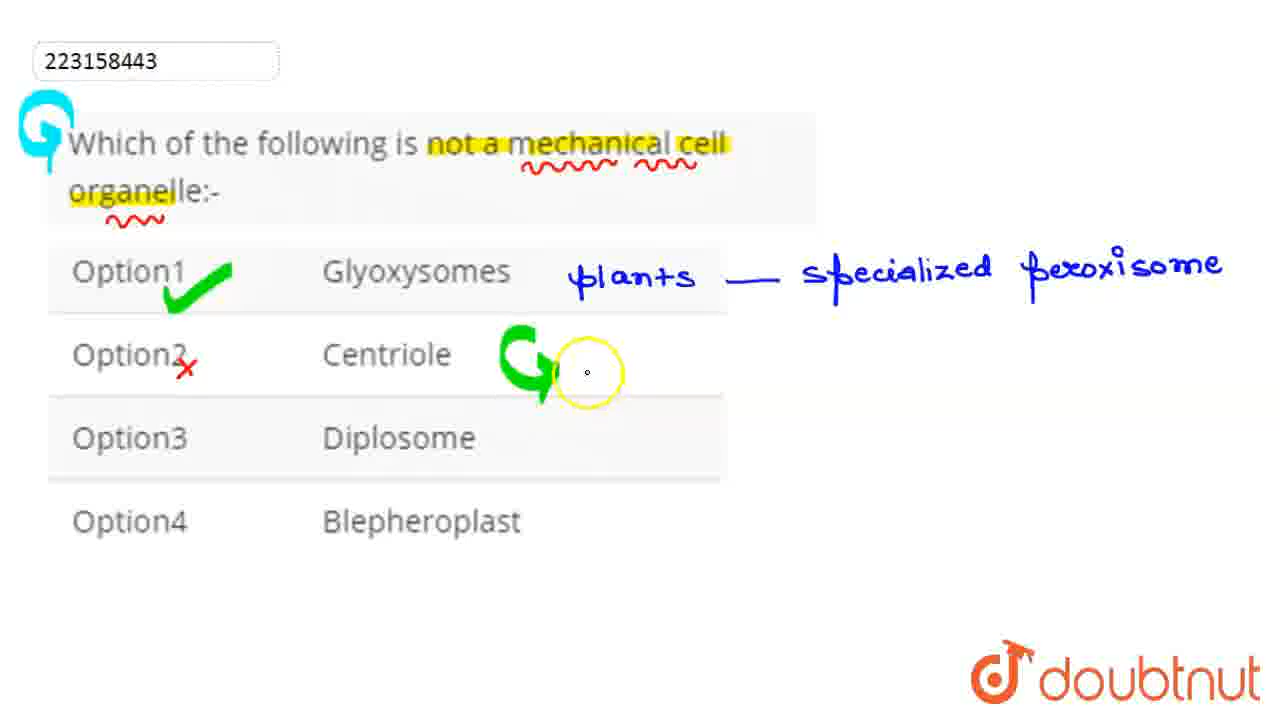 223158443
Which of the following is not a mechanical cell
organelle:-
Option1 Glyoxysomes plants — specialized peroxisome
Option2 x Centriole
Option3 Diplosome
Option4 Blepheroplast
doubtnut